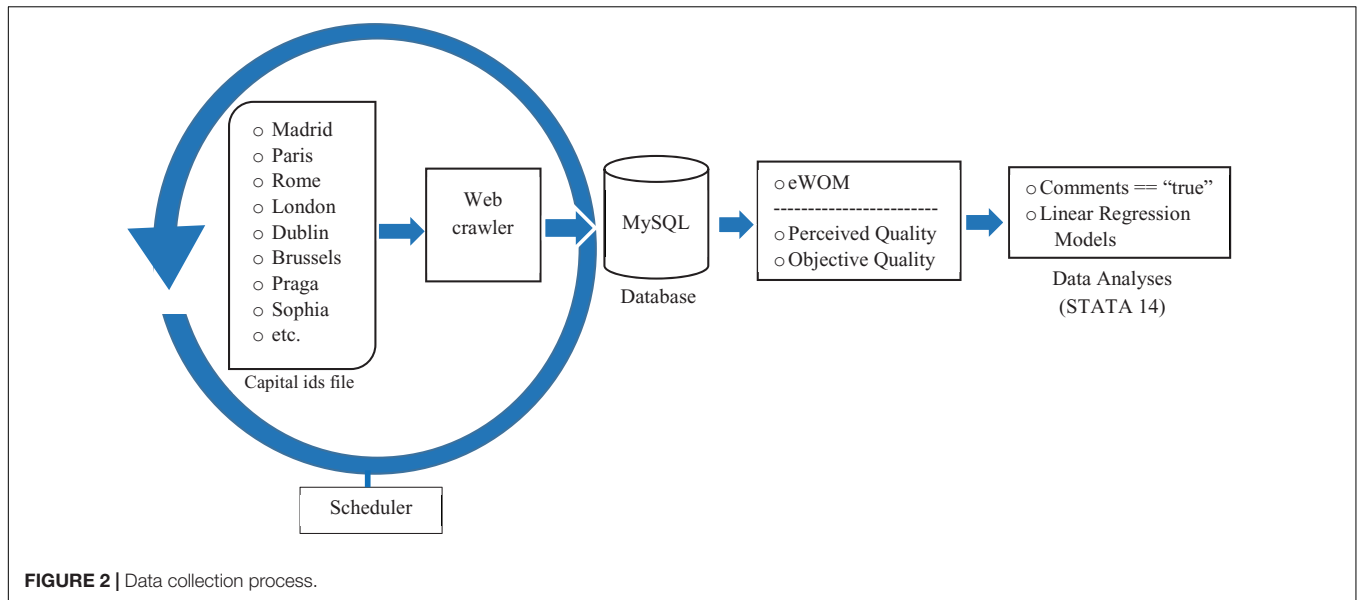 ○ Madrid
○ Paris
○ Rome
○ London
○ Dublin
○ Brussels
○ Praga
○ Sophia
○ etc.
Capital ids file
Web
crawler
Scheduler
MySQL
Database
○ eWOM
--------------------------
○ Perceived Quality
○ Objective Quality
○ Comments == “true”
○ Linear Regression
Models
Data Analyses
(STATA 14)
FIGURE 2 | Data collection process.